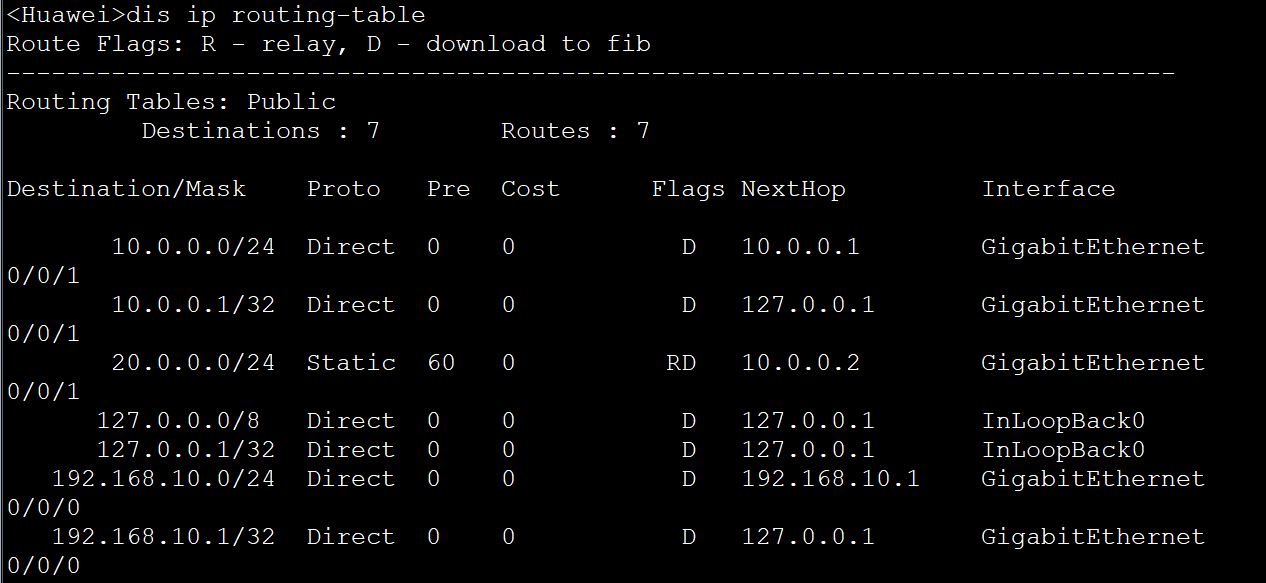 <Huawei>dis ip routing-table
Route Flags: R - relay, D - download to fib
------------------------------------------------------------------------------
Routing Tables: Public
         Destinations : 7        Routes : 7

Destination/Mask    Proto   Pre  Cost      Flags NextHop         Interface

       10.0.0.0/24  Direct  0    0           D   10.0.0.1        GigabitEthernet
0/0/1
       10.0.0.1/32  Direct  0    0           D   127.0.0.1       GigabitEthernet
0/0/1
       20.0.0.0/24  Static  60   0          RD   10.0.0.2        GigabitEthernet
0/0/1
      127.0.0.0/8   Direct  0    0           D   127.0.0.1       InLoopBack0
      127.0.0.1/32  Direct  0    0           D   127.0.0.1       InLoopBack0
   192.168.10.0/24  Direct  0    0           D   192.168.10.1    GigabitEthernet
0/0/0
   192.168.10.1/32  Direct  0    0           D   127.0.0.1       GigabitEthernet
0/0/0